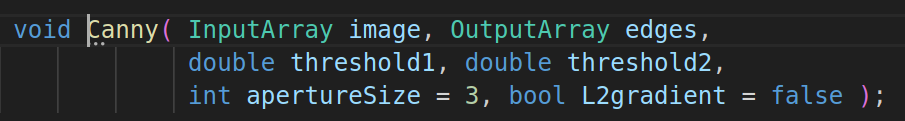 void Canny( InputArray image, OutputArray edges,
double threshold1, double threshold2,
int apertureSize = 3, bool L2gradient = false );